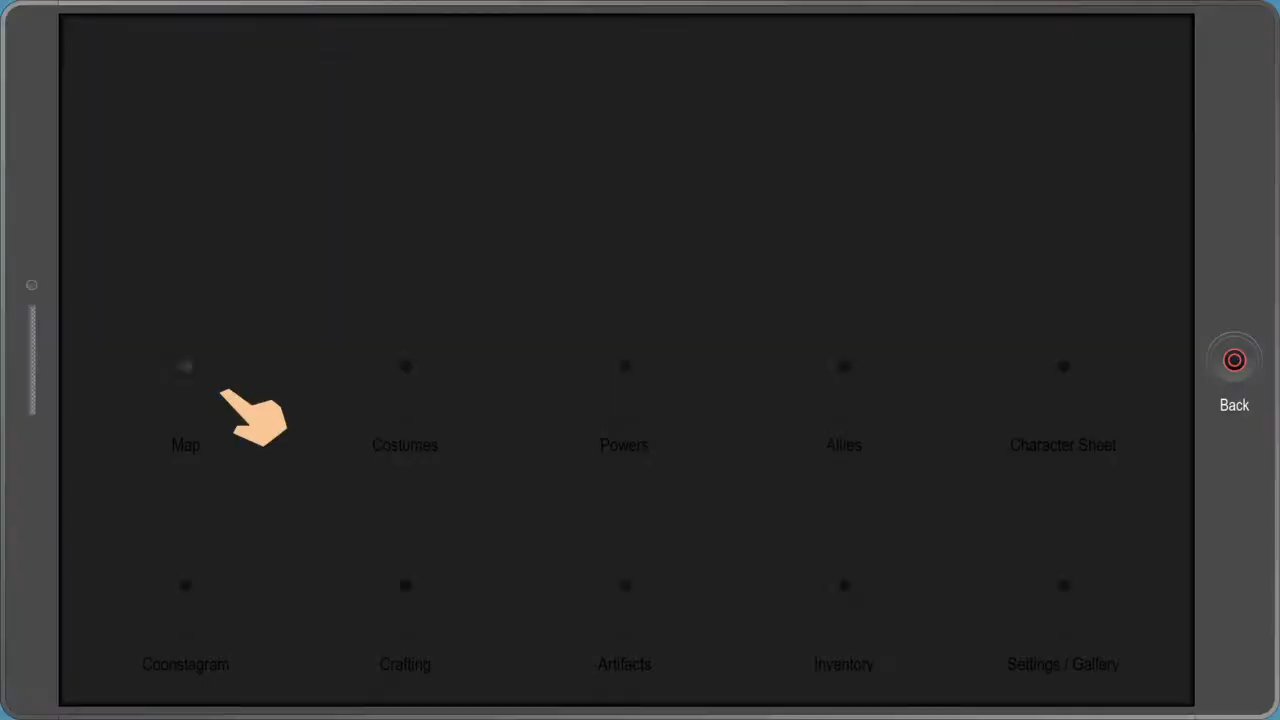 Back
Map
Costumes
Powers
Allies
Character Sheet
Coonstagram
Crafting
Artifacts
Inventory
Settings / Gallery